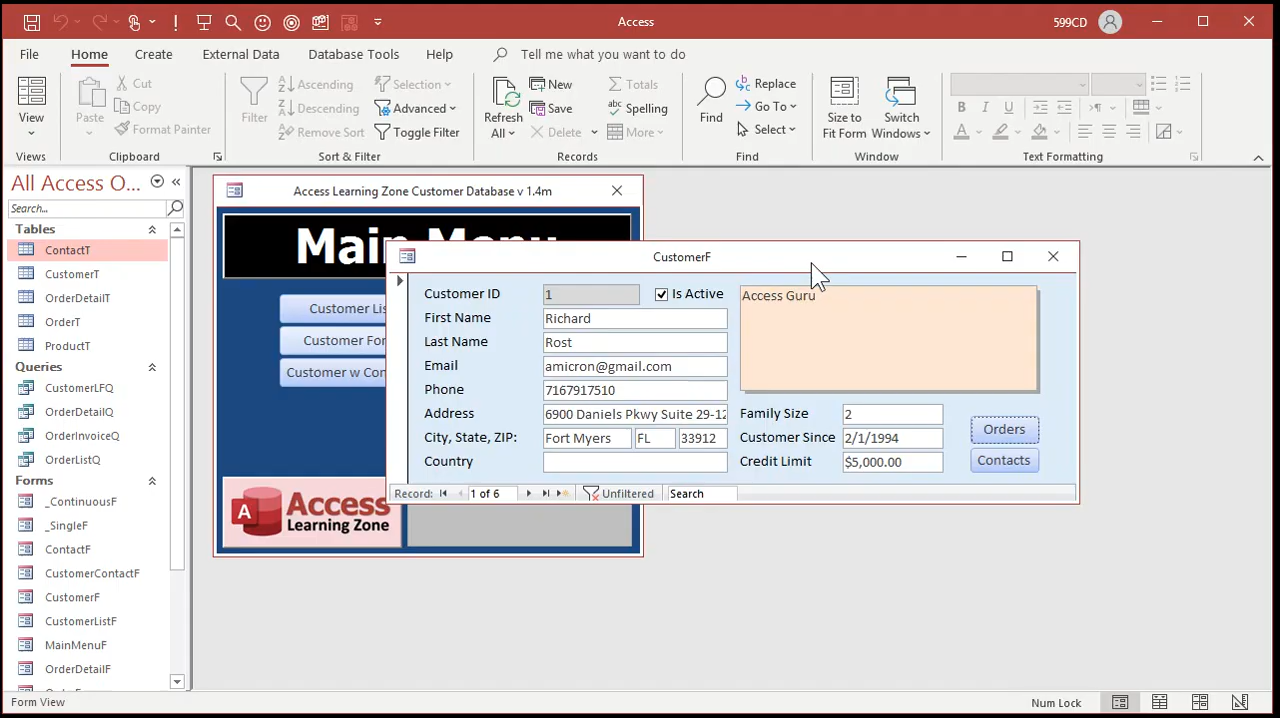 Access
599CD
File
Home
Create
External Data
Database Tools
Help
Tell me what you want to do
View
Views
Paste
Cut
Copy
Format Painter
Clipboard
Filter
Ascending
Descending
Remove Sort
Selection
Advanced
Toggle Filter
Sort & Filter
Refresh
All
New
Save
Delete
Totals
Spelling
More
Records
Find
Replace
Go To
Select
Find
Size to
Fit Form
Switch
Windows
Window
B I U
A
Text Formatting
All Access O...
Search...
Tables
ContactT
CustomerT
OrderDetailT
OrderT
ProductT
Queries
CustomerLFQ
OrderDetailQ
OrderInvoiceQ
OrderListQ
Forms
_ContinuousF
_SingleF
ContactF
CustomerContactF
CustomerF
CustomerListF
MainMenuF
OrderDetailF
Access Learning Zone Customer Database v 1.4m
Main Menu
Customer Lis
Customer For
Customer w Con
A Access
Learning Zone
CustomerF
Customer ID 1
Is Active
First Name Richard
Last Name Rost
Email amicron@gmail.com
Phone 7167917510
Address 6900 Daniels Pkwy Suite 29-12
City, State, ZIP: Fort Myers FL 33912
Country
Access Guru
Family Size 2
Customer Since 2/1/1994
Credit Limit $5,000.00
Orders
Contacts
Record: 1 of 6 Unfiltered Search
Form View
Num Lock